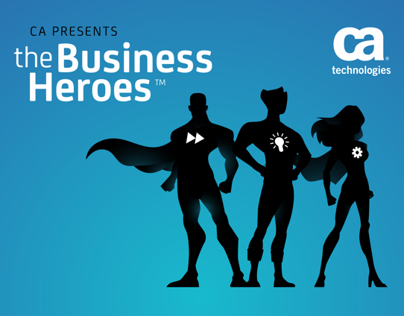 CA PRESENTS
the Business
Heroes™
ca®
technologies